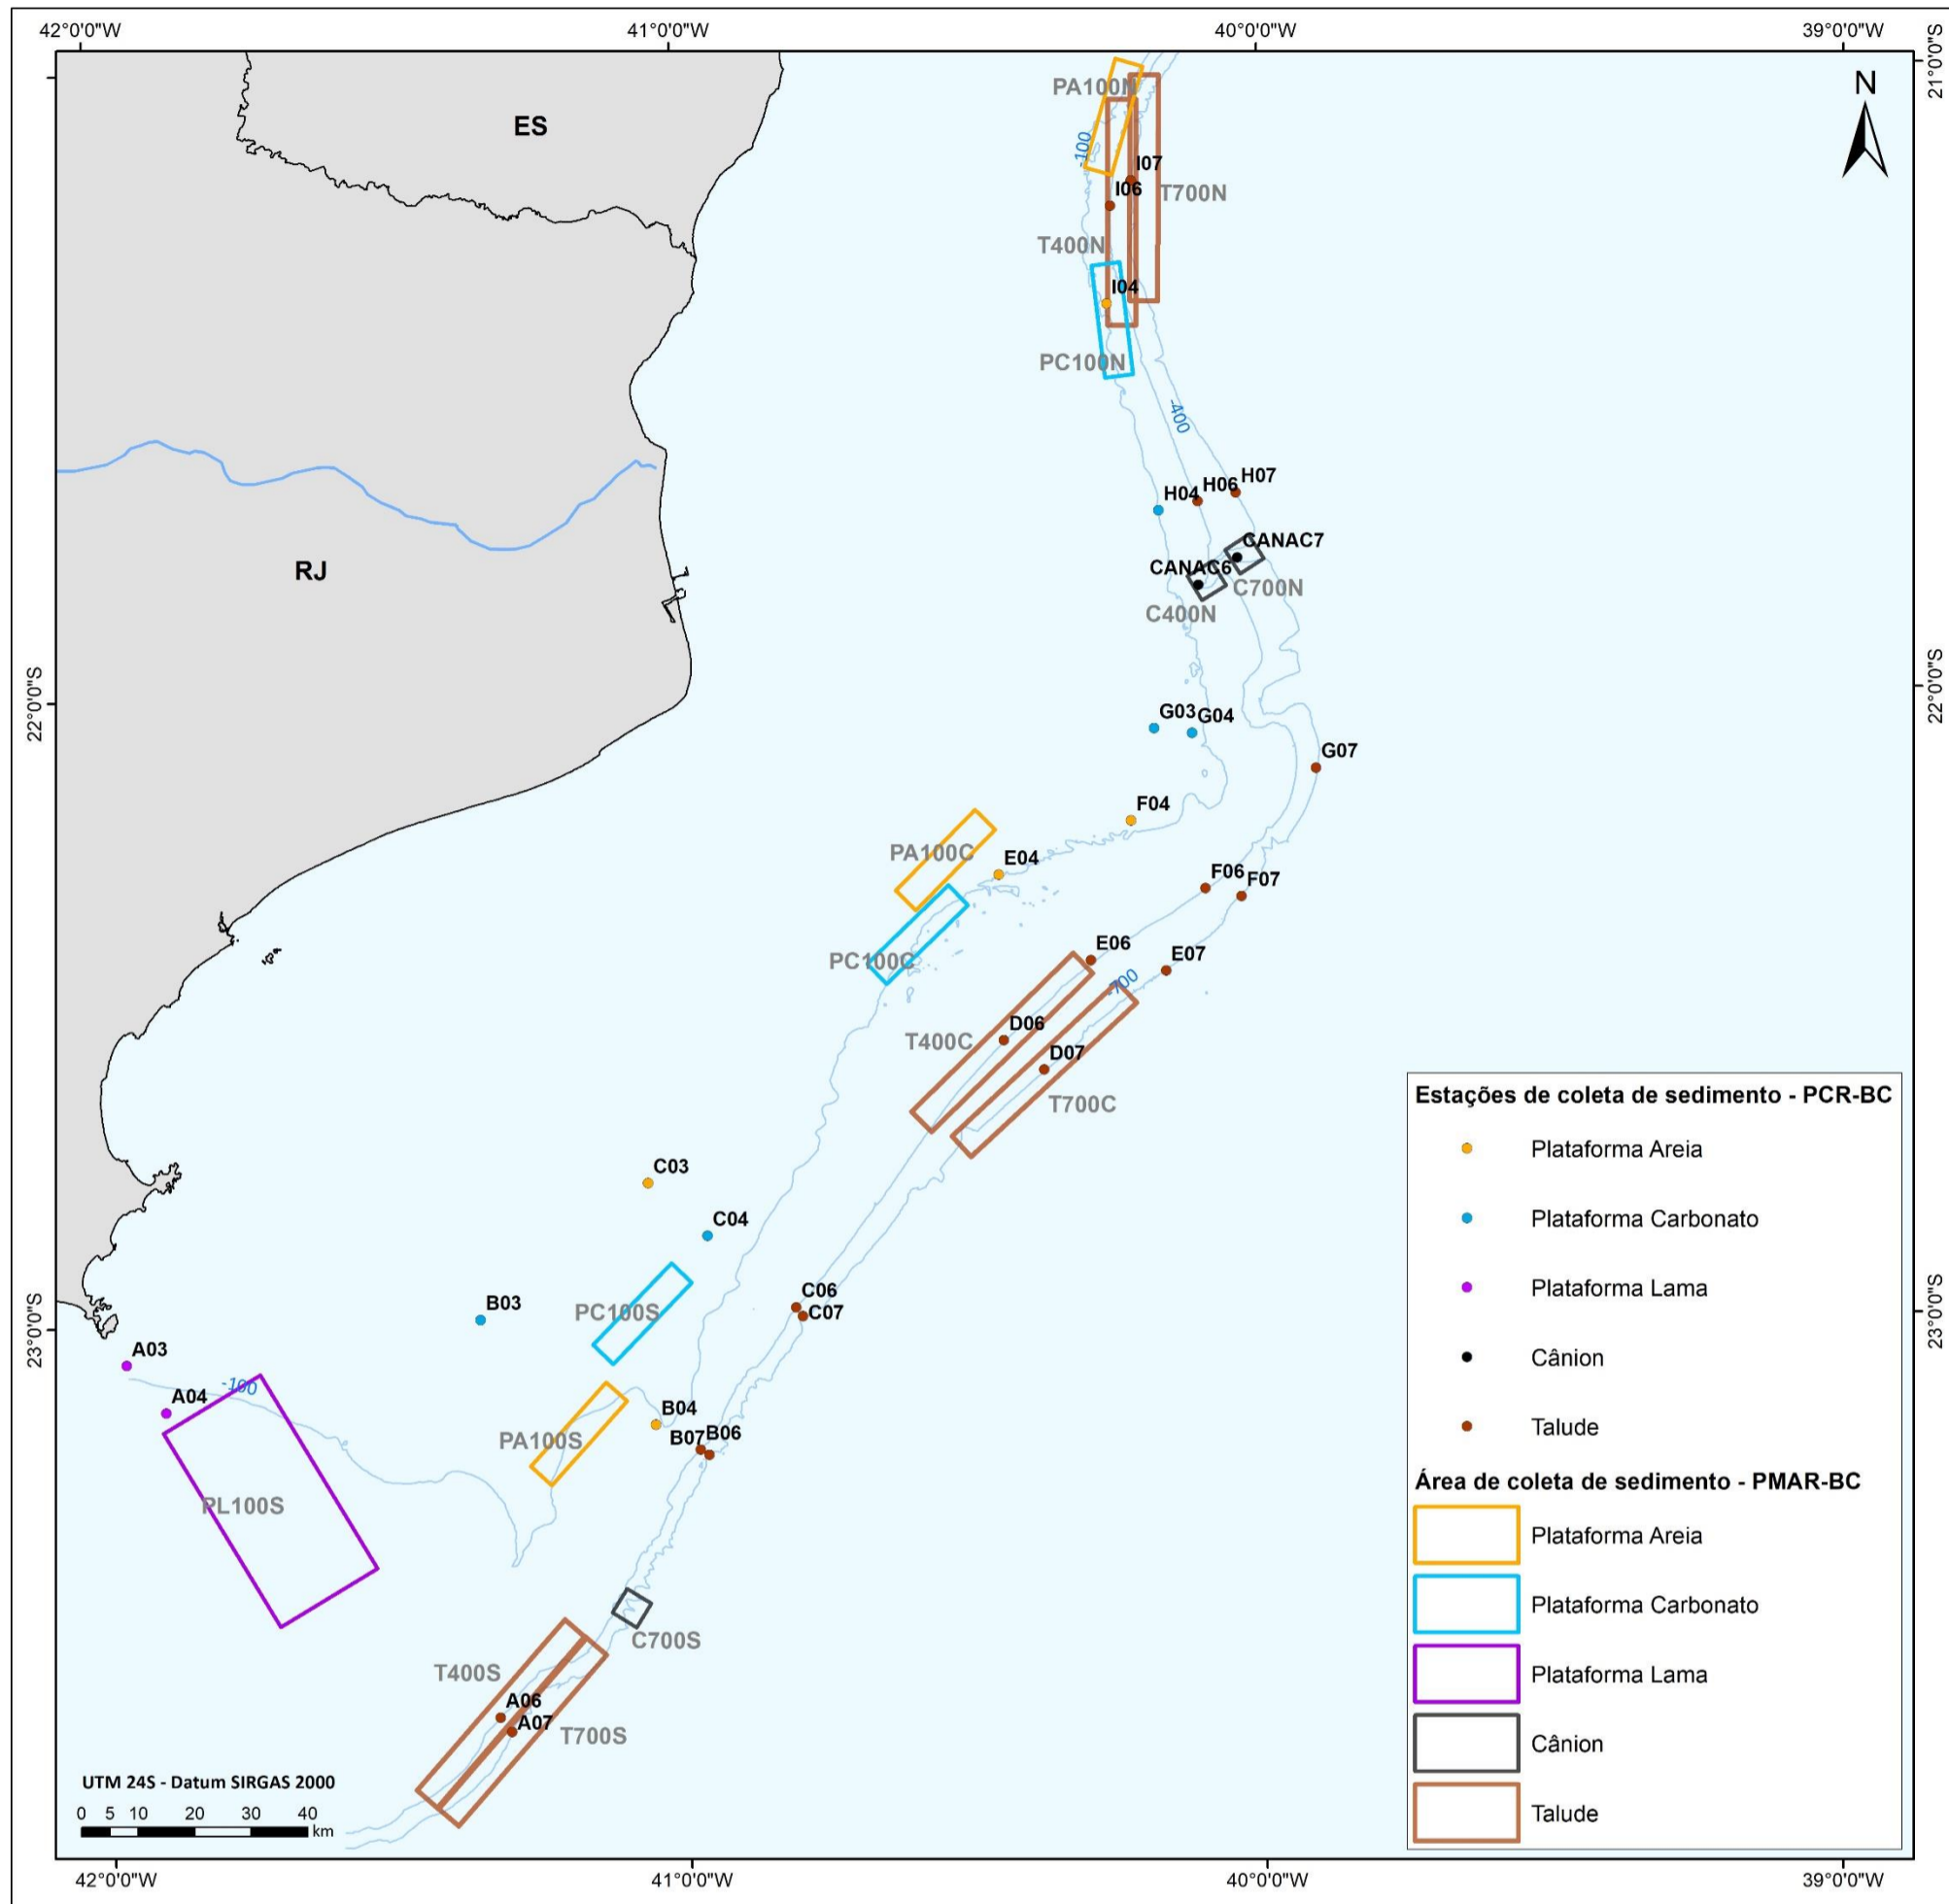 42°0'0"W 41°0'0"W 40°0'0"W 39°0'0"W
21°0'0"S
N
PA100N
ES
-100
I07
I06
T700N
T400N
I04
PC100N
-400
H07
H06
H04
CANAC7
CANAC6
C700N
C400N
RJ
22°0'0"S
22°0'0"S
G03
G04
G07
F04
PA100C
E04
F06
F07
PC100C
E06
E07
-700
D06
T400C
D07
T700C
C03
C04
C06
C07
PC100S
B03
23°0'0"S
23°0'0"S
A03
-100
A04
B04
B07
B06
PA100S
PL100S
C700S
T400S
A06
A07
T700S
Estações de coleta de sedimento - PCR-BC
Plataforma Areia
Plataforma Carbonato
Plataforma Lama
Cânion
Talude
Área de coleta de sedimento - PMAR-BC
Plataforma Areia
Plataforma Carbonato
Plataforma Lama
Cânion
Talude
UTM 24S - Datum SIRGAS 2000
0 5 10 20 30 40
km
42°0'0"W 41°0'0"W 40°0'0"W 39°0'0"W